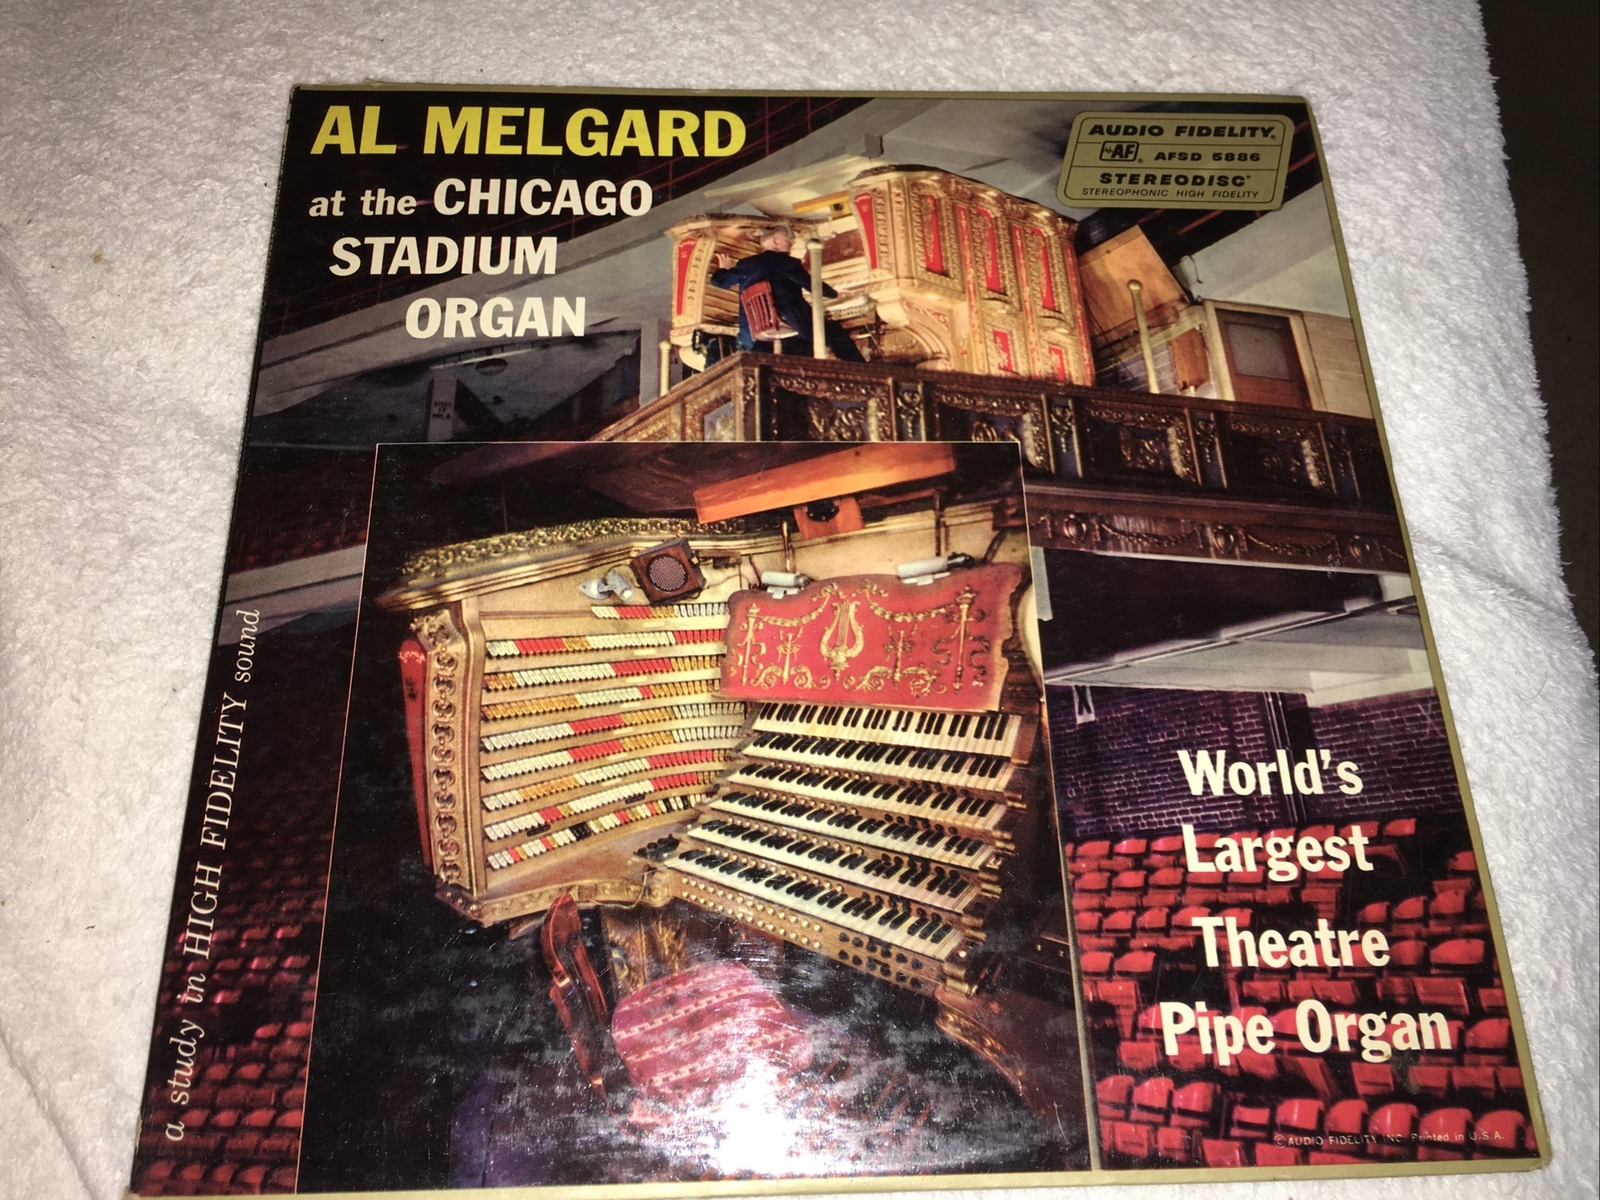 AL MELGARD
at the CHICAGO
STADIUM
ORGAN
AUDIO FIDELITY®
AF® AFSD 5886
STEREODISC®
STEREOPHONIC HIGH FIDELITY
a study in HIGH FIDELITY sound
World's
Largest
Theatre
Pipe Organ
© AUDIO FIDELITY INC Printed in U.S.A.